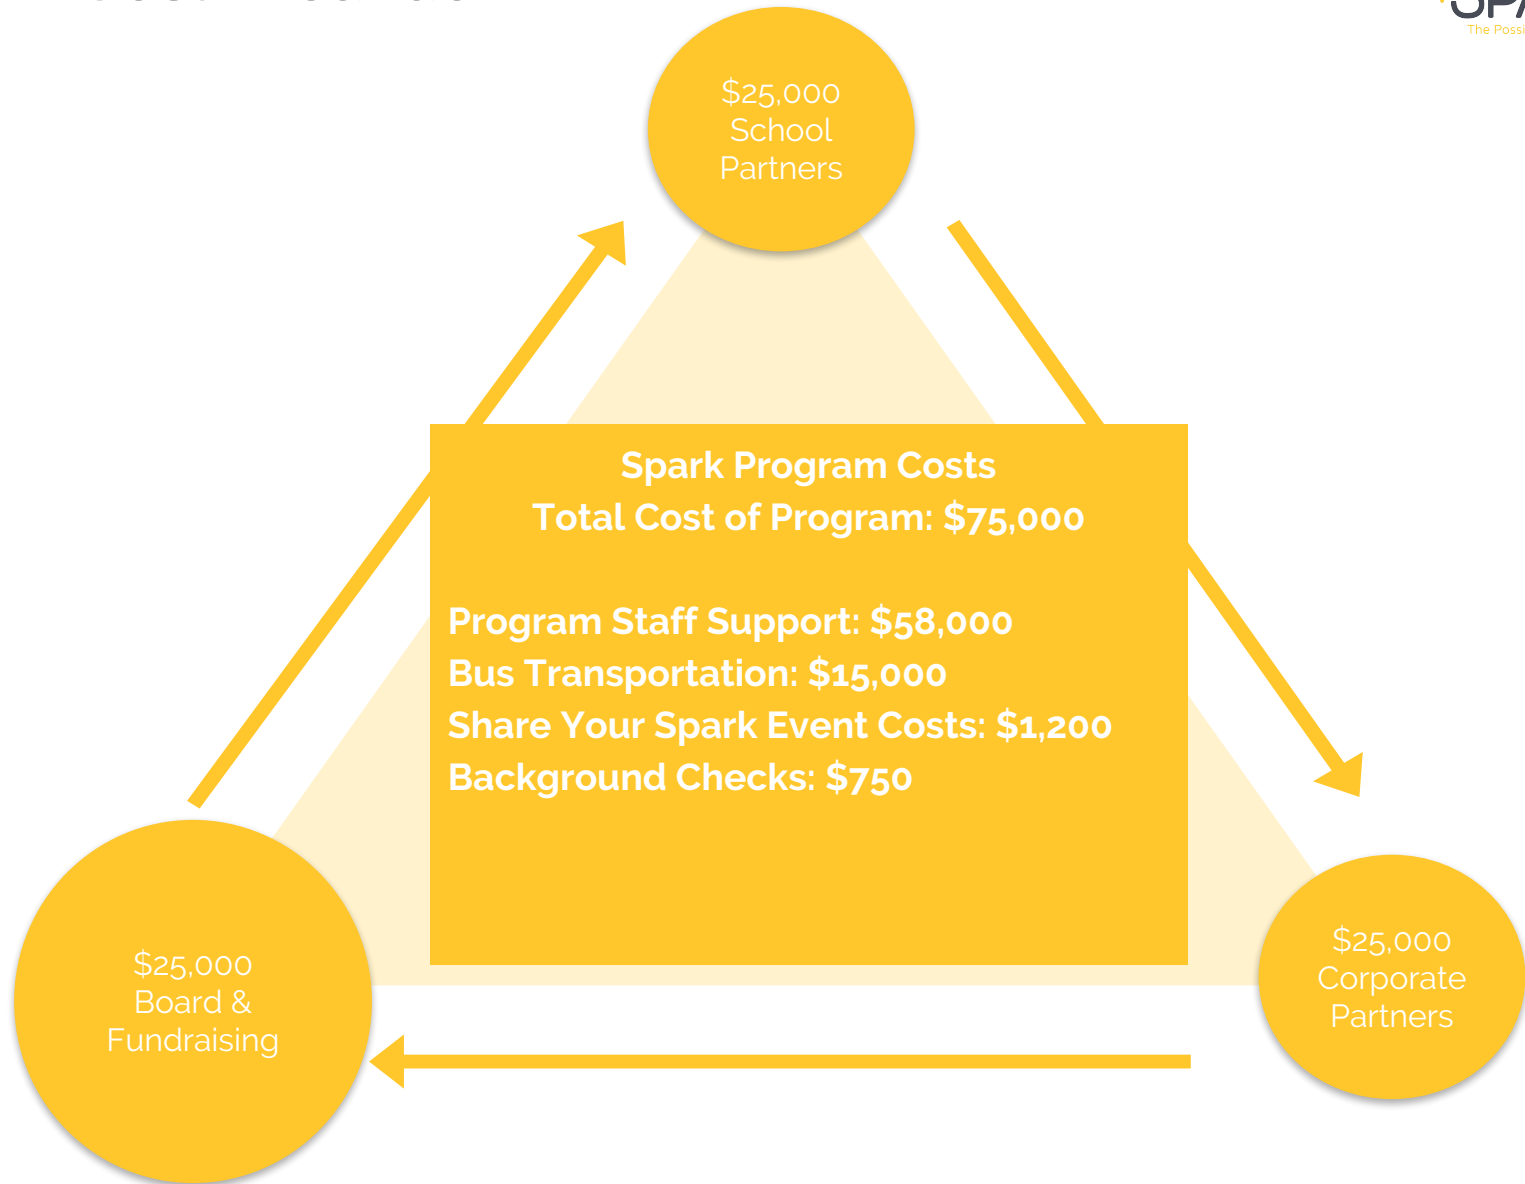 The Possi
$25,000
School
Partners
Spark Program Costs
Total Cost of Program: $75,000
Program Staff Support: $58,000
Bus Transportation: $15,000
Share Your Spark Event Costs: $1,200
Background Checks: $750
$25,000
Board &
Fundraising
$25,000
Corporate
Partners